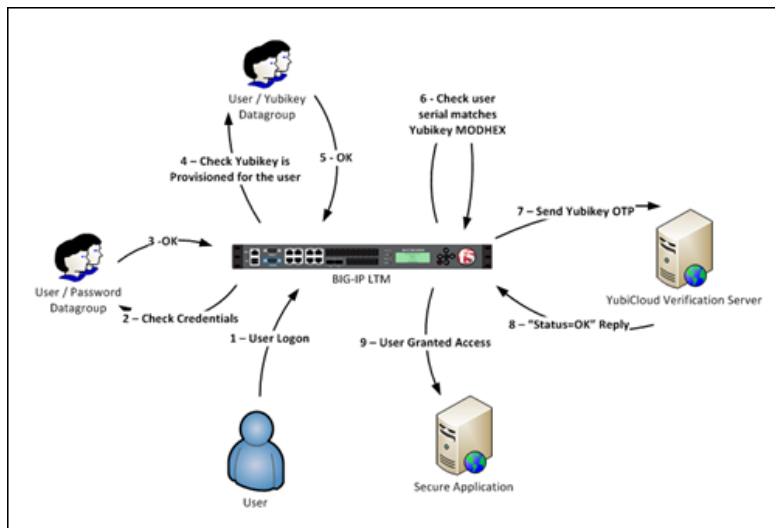 User / Yubikey
Datagroup
6 - Check user
serial matches
Yubikey MODHEX
4 – Check Yubikey is
Provisioned for the user
5 - OK
7 – Send Yubikey OTP
3 -OK
BIG-IP LTM
User / Password
Datagroup
YubiCloud Verification Server
2 – Check Credentials
8 – "Status=OK" Reply
1 – User Logon
9 – User Granted Access
User
Secure Application